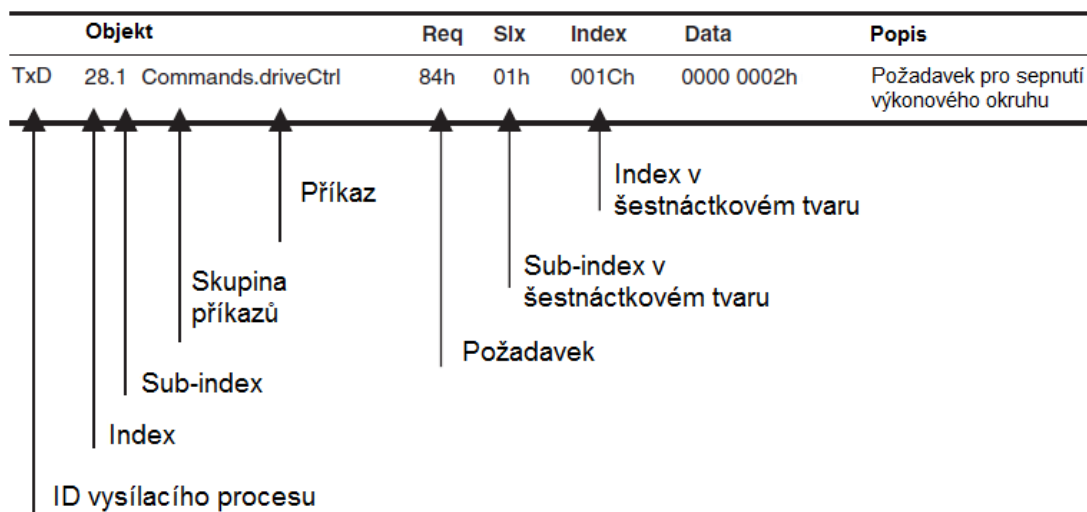 Objekt Req SIx Index Data Popis
TxD 28.1 Commands.driveCtrl 84h 01h 001Ch 0000 0002h Požadavek pro sepnutí
výkonového okruhu
Příkaz
Index v
šestnáctkovém tvaru
Skupina
příkazů
Sub-index v
šestnáctkovém tvaru
Požadavek
Sub-index
Index
ID vysílacího procesu